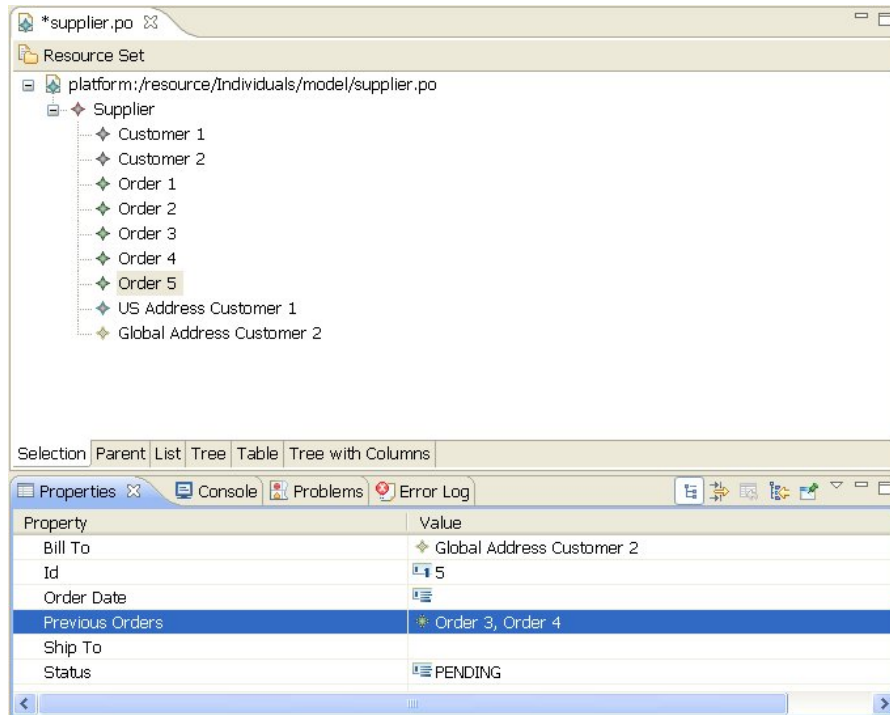 *supplier.po
Resource Set
platform:/resource/Individuals/model/supplier.po
Supplier
Customer 1
Customer 2
Order 1
Order 2
Order 3
Order 4
Order 5
US Address Customer 1
Global Address Customer 2
Selection Parent List Tree Table Tree with Columns
Properties Console Problems Error Log
Property Value
Bill To Global Address Customer 2
Id 5
Order Date
Previous Orders Order 3, Order 4
Ship To
Status PENDING